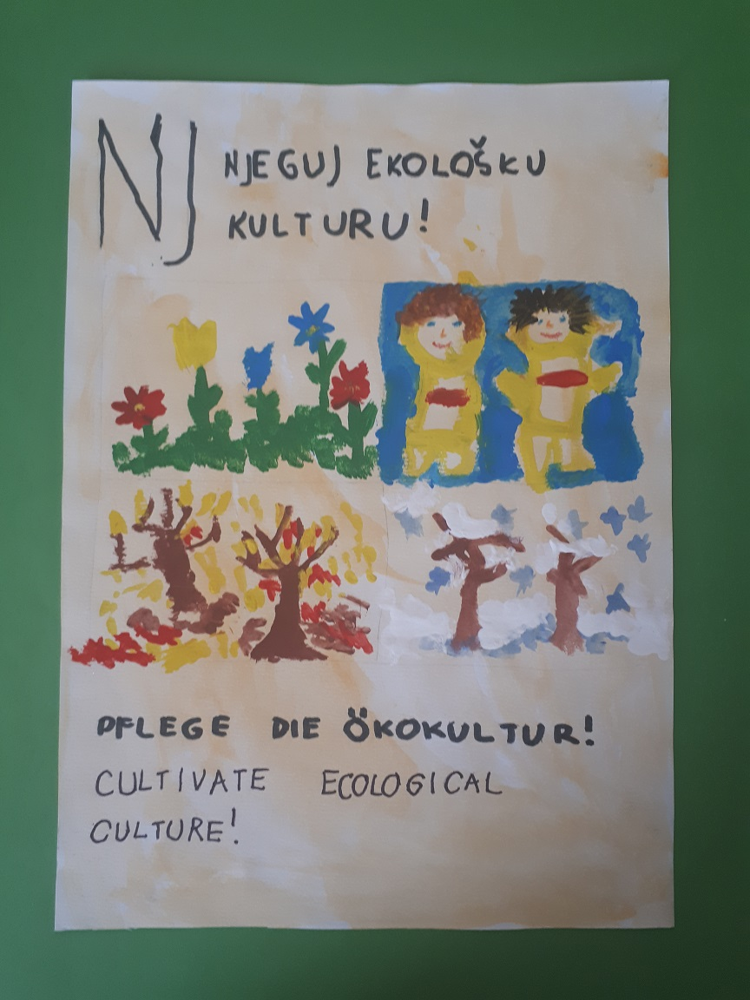 NJ
NJEGUJ EKOLOŠKU
KULTURU!
PFLEGE DIE ÖKOKULTUR!
CULTIVATE ECOLOGICAL
CULTURE!